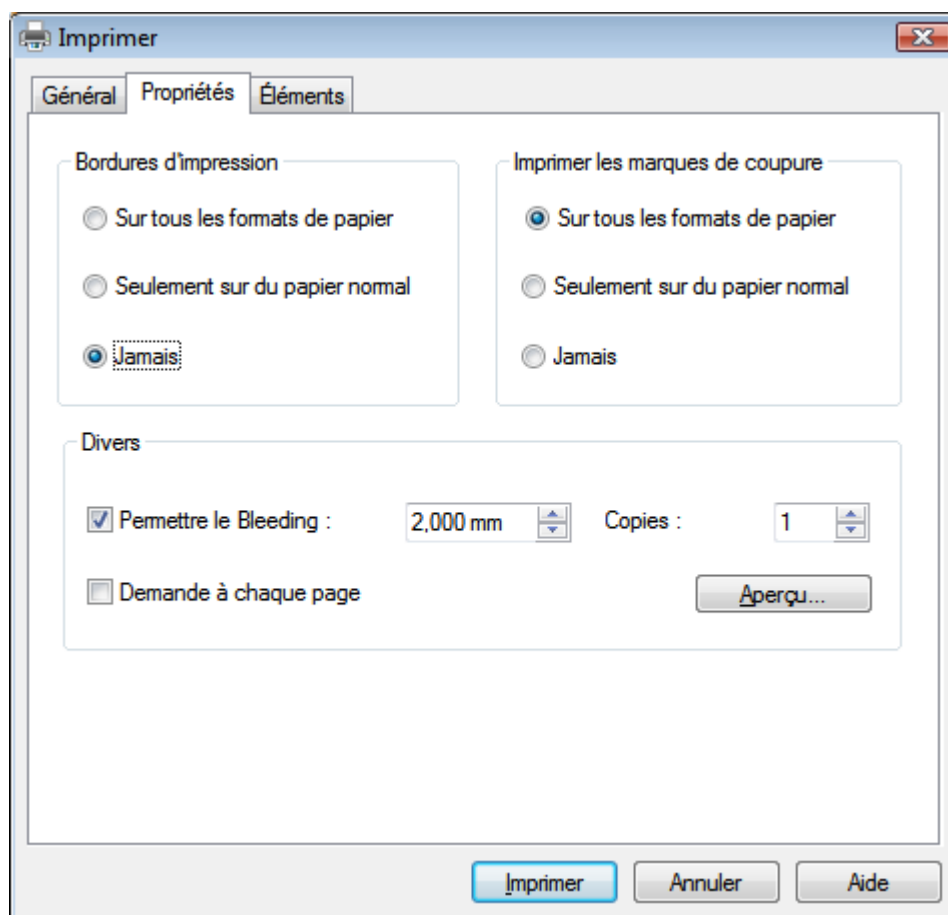 Imprimer
Général Propriétés Éléments
Bordures d'impression
Sur tous les formats de papier
Seulement sur du papier normal
Jamais
Imprimer les marques de coupure
Sur tous les formats de papier
Seulement sur du papier normal
Jamais
Divers
Permettre le Bleeding : 2,000 mm Copies : 1
Demande à chaque page Aperçu...
Imprimer Annuler Aide